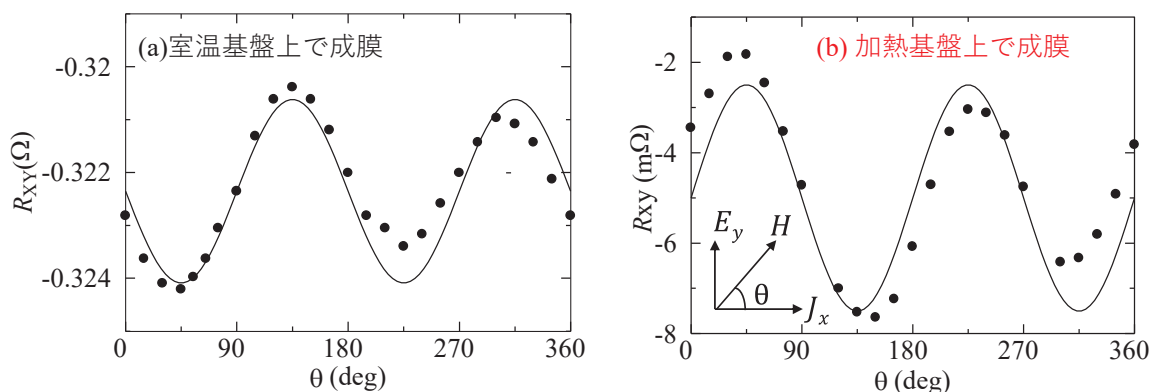 (a)室温基盤上で成膜
-0.32
-0.322
-0.324
R_XY(Ω)
0
90
180
270
360
θ (deg)
(b) 加熱基盤上で成膜
-2
-4
-6
-8
Rxy (mΩ)
E_y
H
θ
J_x
0
90
180
270
360
θ (deg)